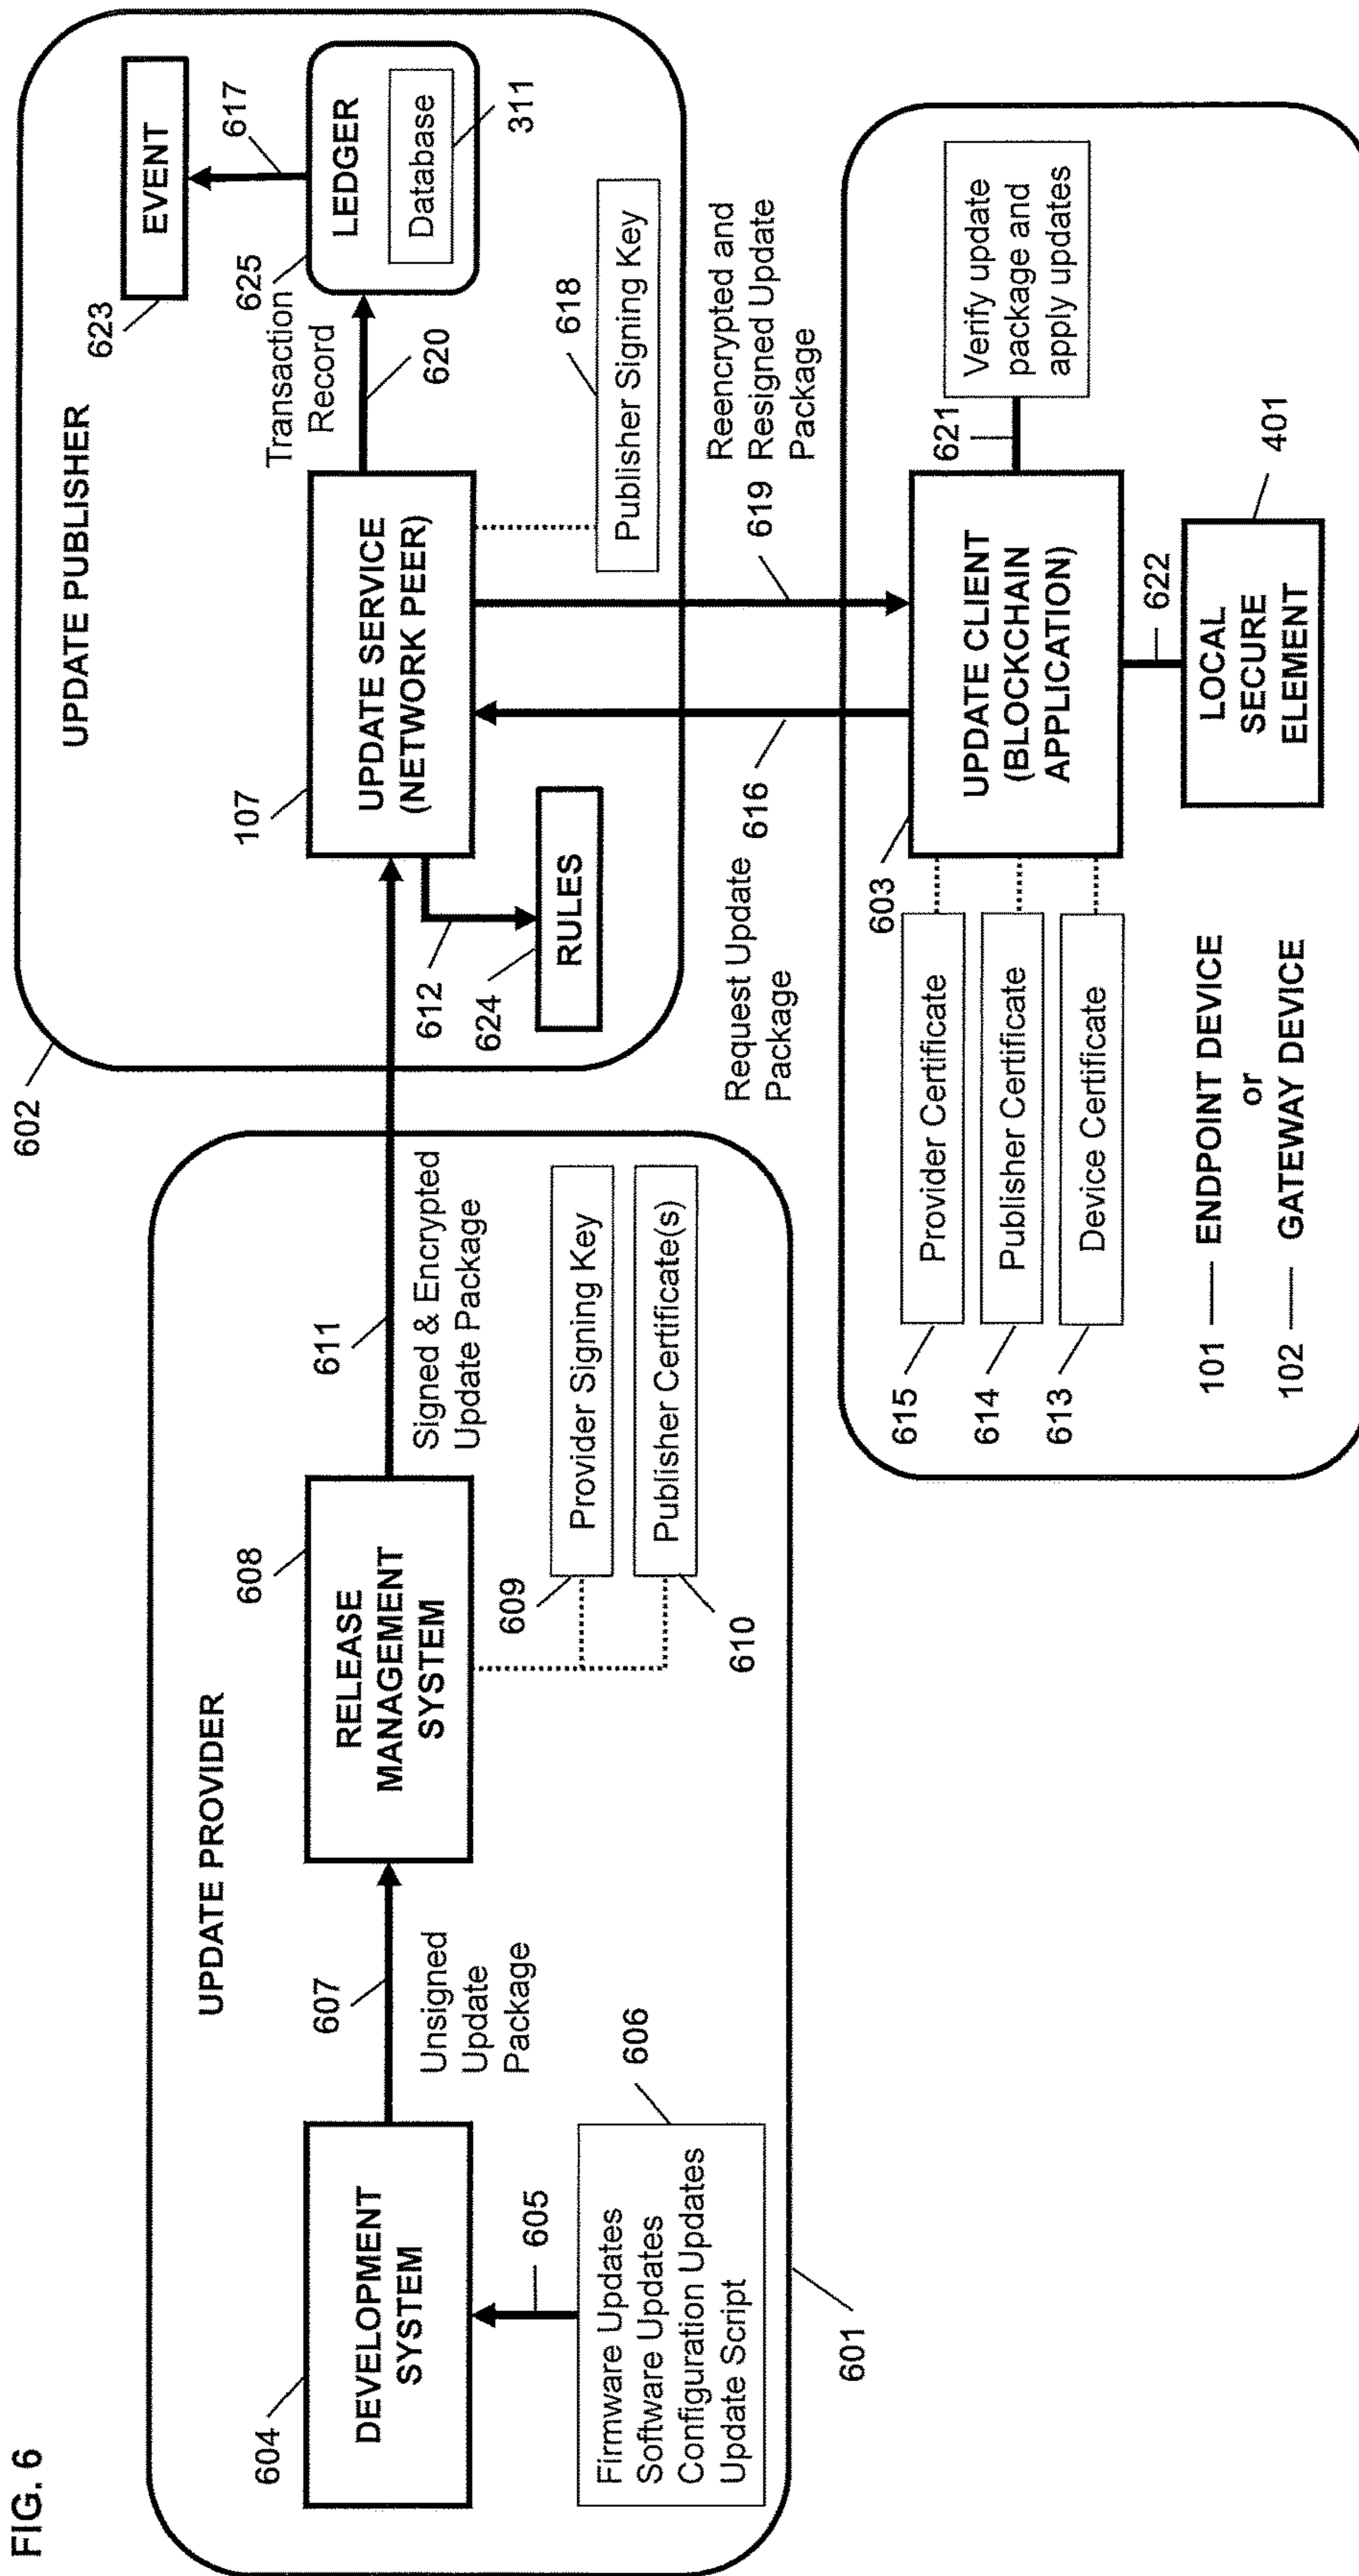 FIG. 6
UPDATE PROVIDER
604
DEVELOPMENT
SYSTEM
605
Firmware Updates
Software Updates
Configuration Updates
Update Script
606
601
607
Unsigned
Update
Package
608
RELEASE
MANAGEMENT
SYSTEM
609
Provider Signing Key
610
Publisher Certificate(s)
611
Signed & Encrypted
Update Package
602
UPDATE PUBLISHER
107
UPDATE SERVICE
(NETWORK PEER)
612
624
RULES
Transaction
Record
620
625
LEDGER
Database
311
617
623
EVENT
618
Publisher Signing Key
Request Update
Package
616
619
Reencrypted and
Resigned Update
Package
603
UPDATE CLIENT
(BLOCKCHAIN
APPLICATION)
621
Verify update
package and
apply updates
622
LOCAL
SECURE
ELEMENT
401
615
Provider Certificate
614
Publisher Certificate
613
Device Certificate
101
ENDPOINT DEVICE
or
102
GATEWAY DEVICE